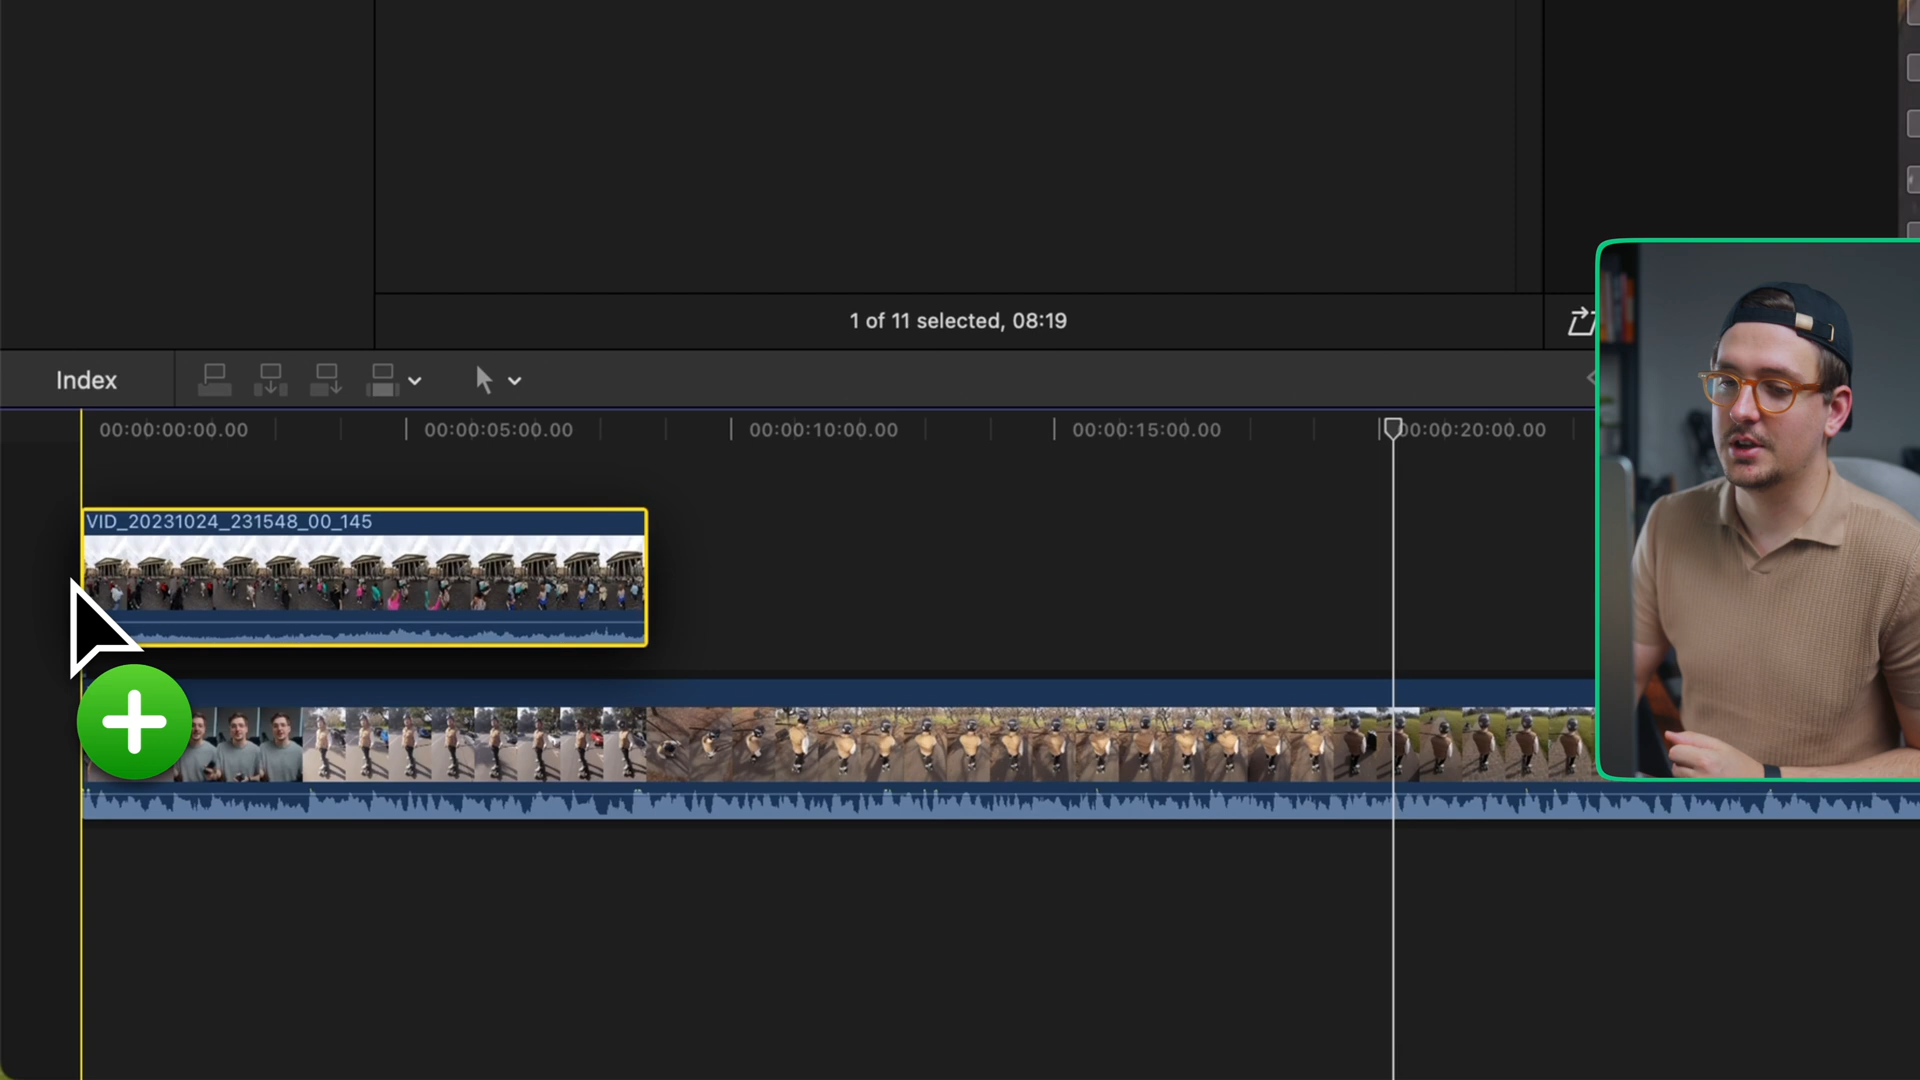 1 of 11 selected, 08:19
Index
00:00:00:00.00
00:00:05:00.00
00:00:10:00.00
00:00:15:00.00
00:00:20:00.00
VID_20231024_231548_00_145